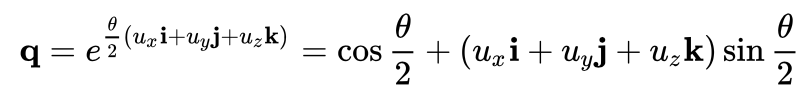 $\mathbf{q} = e^{\frac{\theta}{2}(u_x\mathbf{i}+u_y\mathbf{j}+u_z\mathbf{k})} = \cos\frac{\theta}{2} + (u_x\mathbf{i} + u_y\mathbf{j} + u_z\mathbf{k})\sin\frac{\theta}{2}$